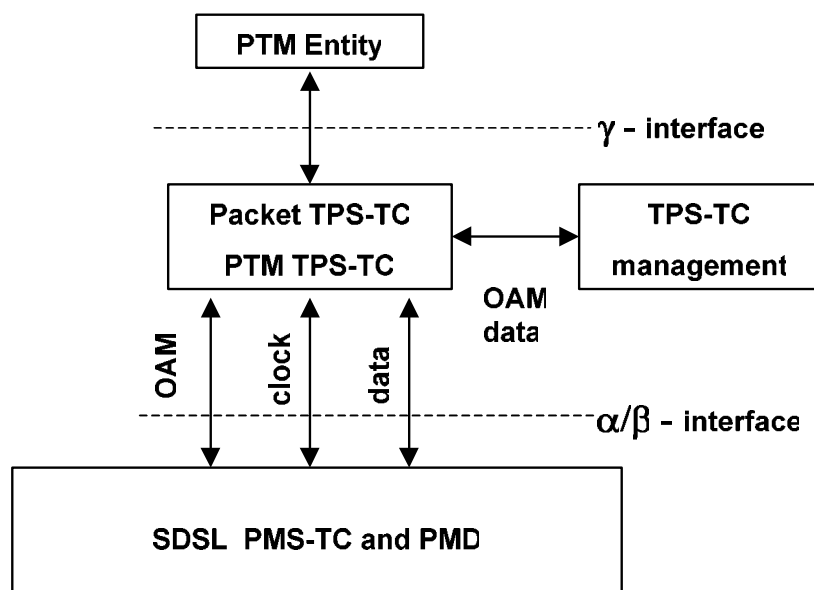 PTM Entity
γ - interface
Packet TPS-TC
PTM TPS-TC
TPS-TC
management
OAM
data
OAM
clock
data
α/β - interface
SDSL PMS-TC and PMD